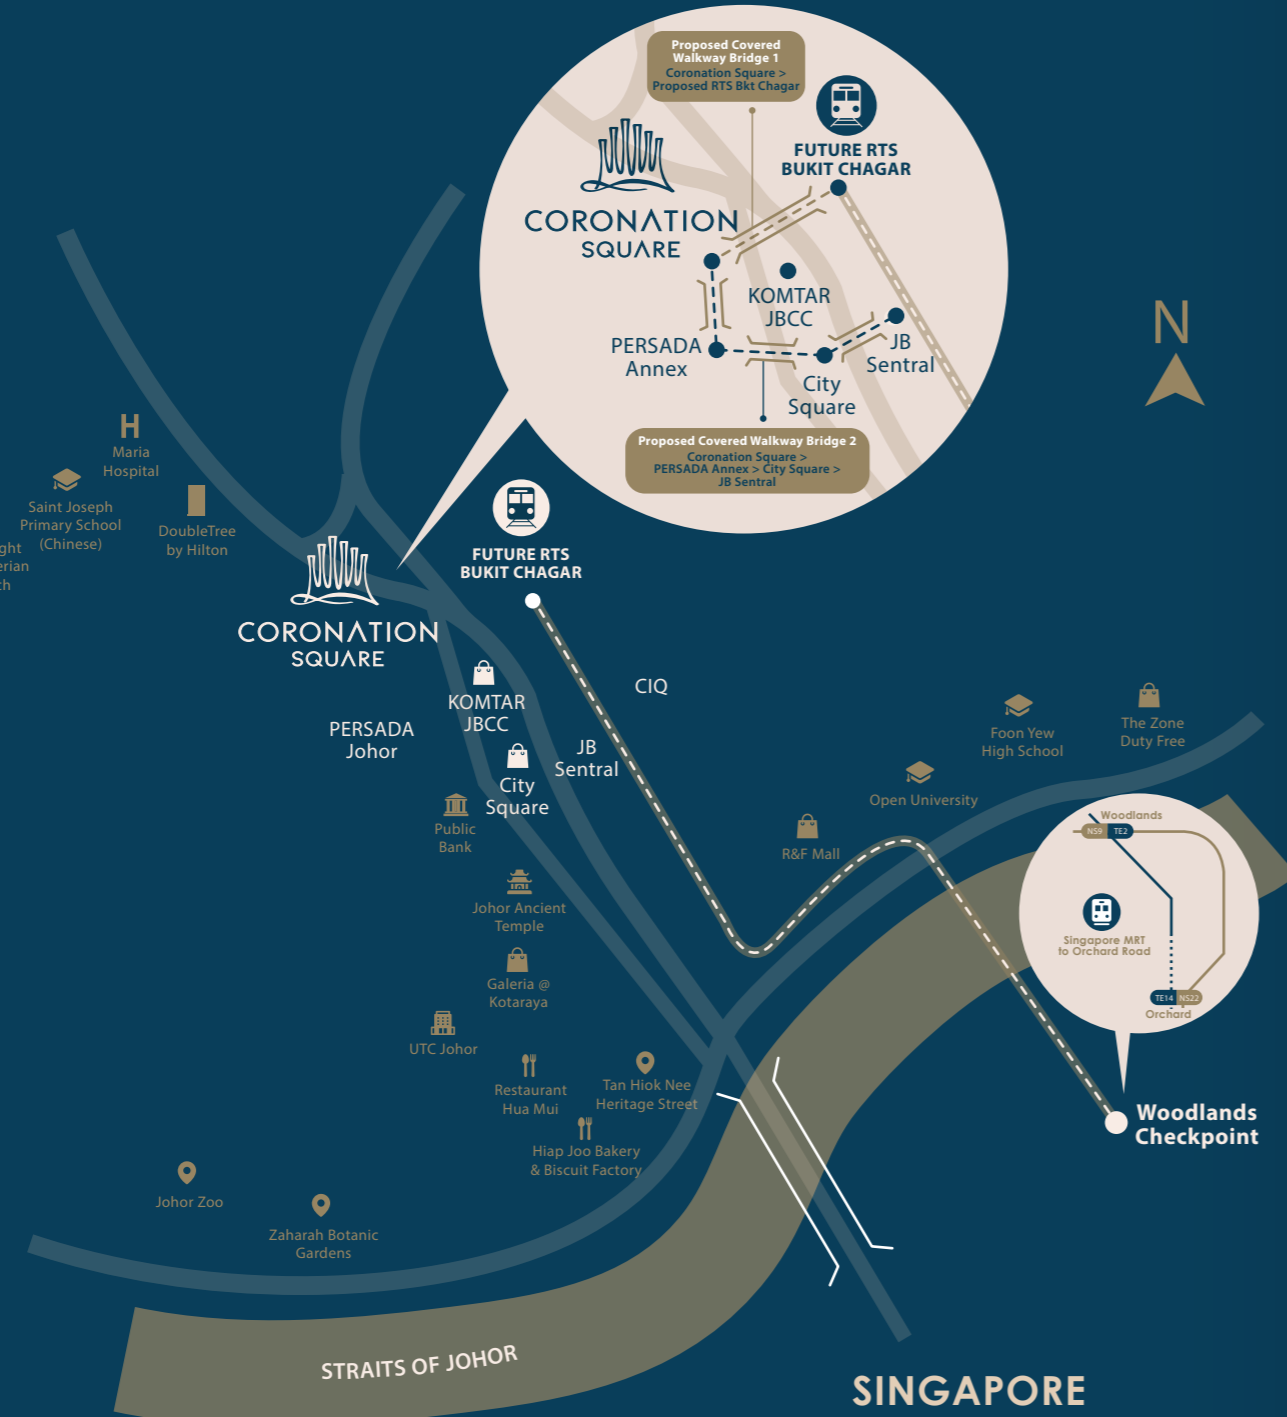 Proposed Covered
Walkway Bridge 1
Coronation Square >
Proposed RTS Bkt Chagar
FUTURE RTS
BUKIT CHAGAR
CORONATION
SQUARE
KOMTAR
JBCC
PERSADA
Annex
JB
Sentral
City
Square
Proposed Covered Walkway Bridge 2
Coronation Square >
PERSADA Annex > City Square >
JB Sentral
N
H
Maria
Hospital
Saint Joseph
Primary School
(Chinese)
DoubleTree
by Hilton
ght
erian
ch
FUTURE RTS
BUKIT CHAGAR
CORONATION
SQUARE
KOMTAR
JBCC
CIQ
PERSADA
Johor
JB
Sentral
City
Square
Public
Bank
Foon Yew
High School
The Zone
Duty Free
Open University
R&F Mall
Johor Ancient
Temple
Galeria @
Kotaraya
UTC Johor
Restaurant
Hua Mui
Tan Hiok Nee
Heritage Street
Hiap Joo Bakery
& Biscuit Factory
Johor Zoo
Zaharah Botanic
Gardens
Woodlands
NS9 TE2
Singapore MRT
to Orchard Road
TE14 NS22
Orchard
Woodlands
Checkpoint
STRAITS OF JOHOR
SINGAPORE